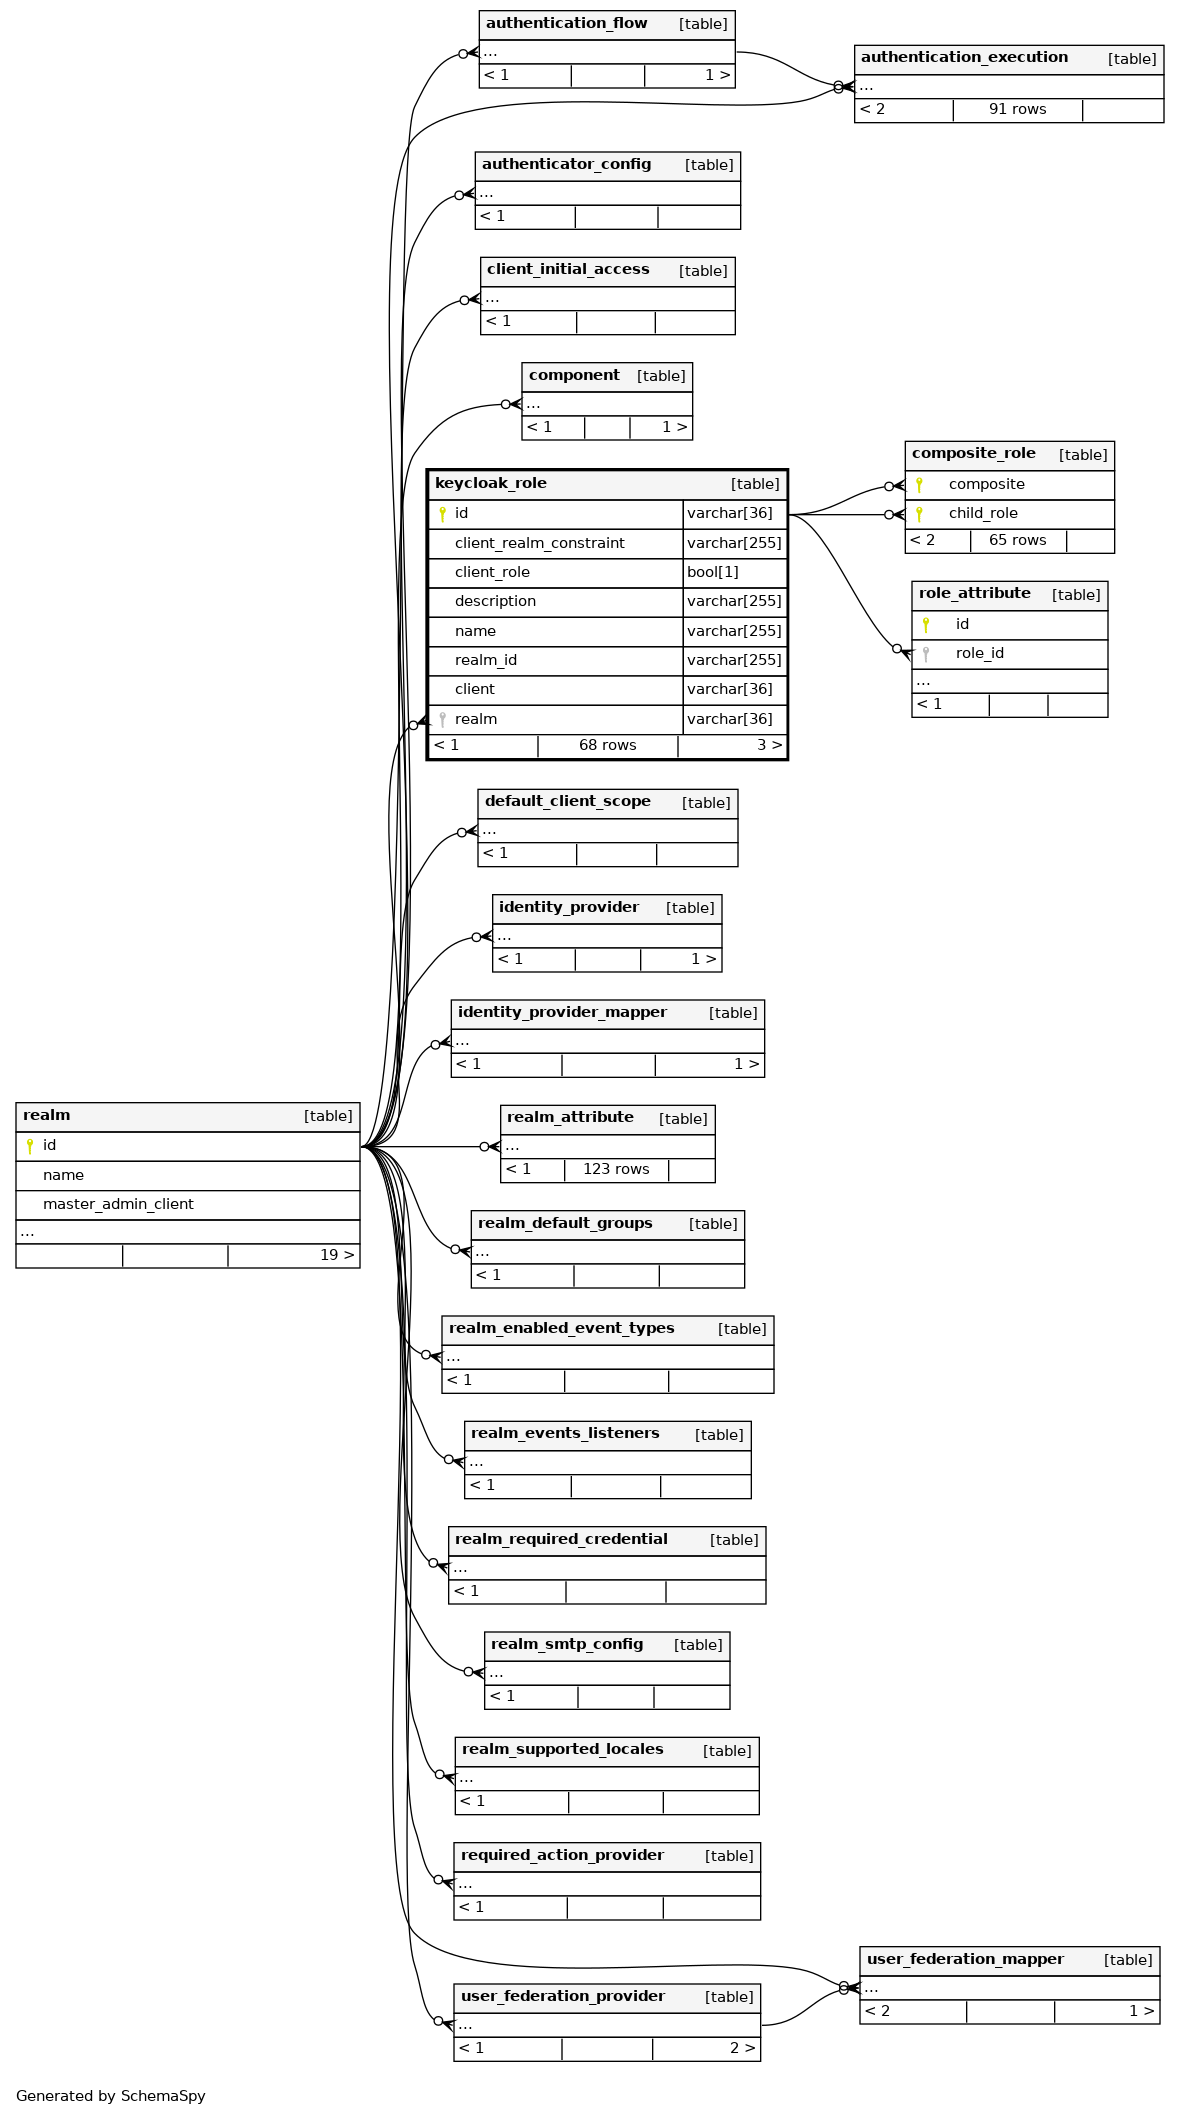 authentication_flow [table]
...
< 1 1 >
authentication_execution [table]
...
< 2 91 rows
authenticator_config [table]
...
< 1
client_initial_access [table]
...
< 1
component [table]
...
< 1 1 >
keycloak_role [table]
id varchar[36]
client_realm_constraint varchar[255]
client_role bool[1]
description varchar[255]
name varchar[255]
realm_id varchar[255]
client varchar[36]
realm varchar[36]
< 1 68 rows 3 >
composite_role [table]
composite
child_role
< 2 65 rows
role_attribute [table]
id
role_id
...
< 1
default_client_scope [table]
...
< 1
identity_provider [table]
...
< 1 1 >
identity_provider_mapper [table]
...
< 1 1 >
realm [table]
id
name
master_admin_client
...
19 >
realm_attribute [table]
...
< 1 123 rows
realm_default_groups [table]
...
< 1
realm_enabled_event_types [table]
...
< 1
realm_events_listeners [table]
...
< 1
realm_required_credential [table]
...
< 1
realm_smtp_config [table]
...
< 1
realm_supported_locales [table]
...
< 1
required_action_provider [table]
...
< 1
user_federation_mapper [table]
...
< 2 1 >
user_federation_provider [table]
...
< 1 2 >
Generated by SchemaSpy